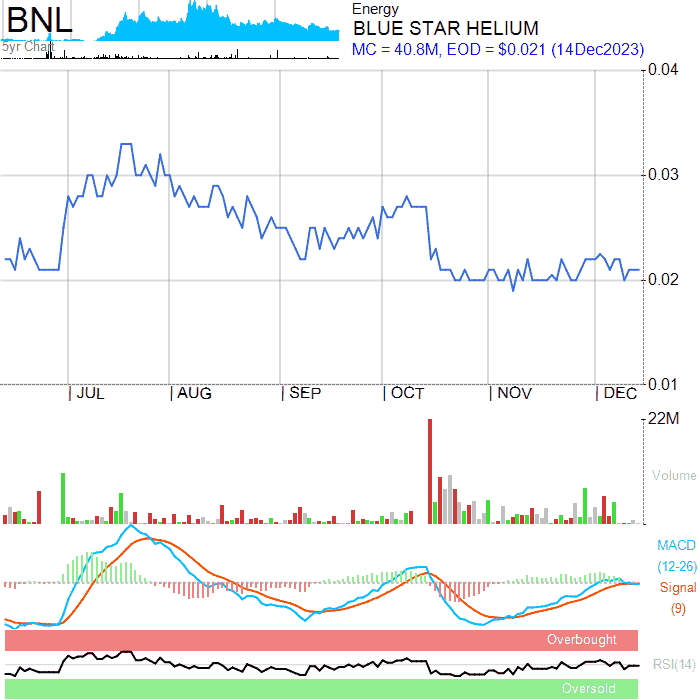 BNL
5yr Chart
Energy
BLUE STAR HELIUM
MC = 40.8M, EOD = $0.021 (14Dec2023)
0.04
0.03
0.02
0.01
JUL AUG SEP OCT NOV DEC
22M
Volume
MACD
(12-26)
Signal
(9)
Overbought
RSI(14)
Oversold